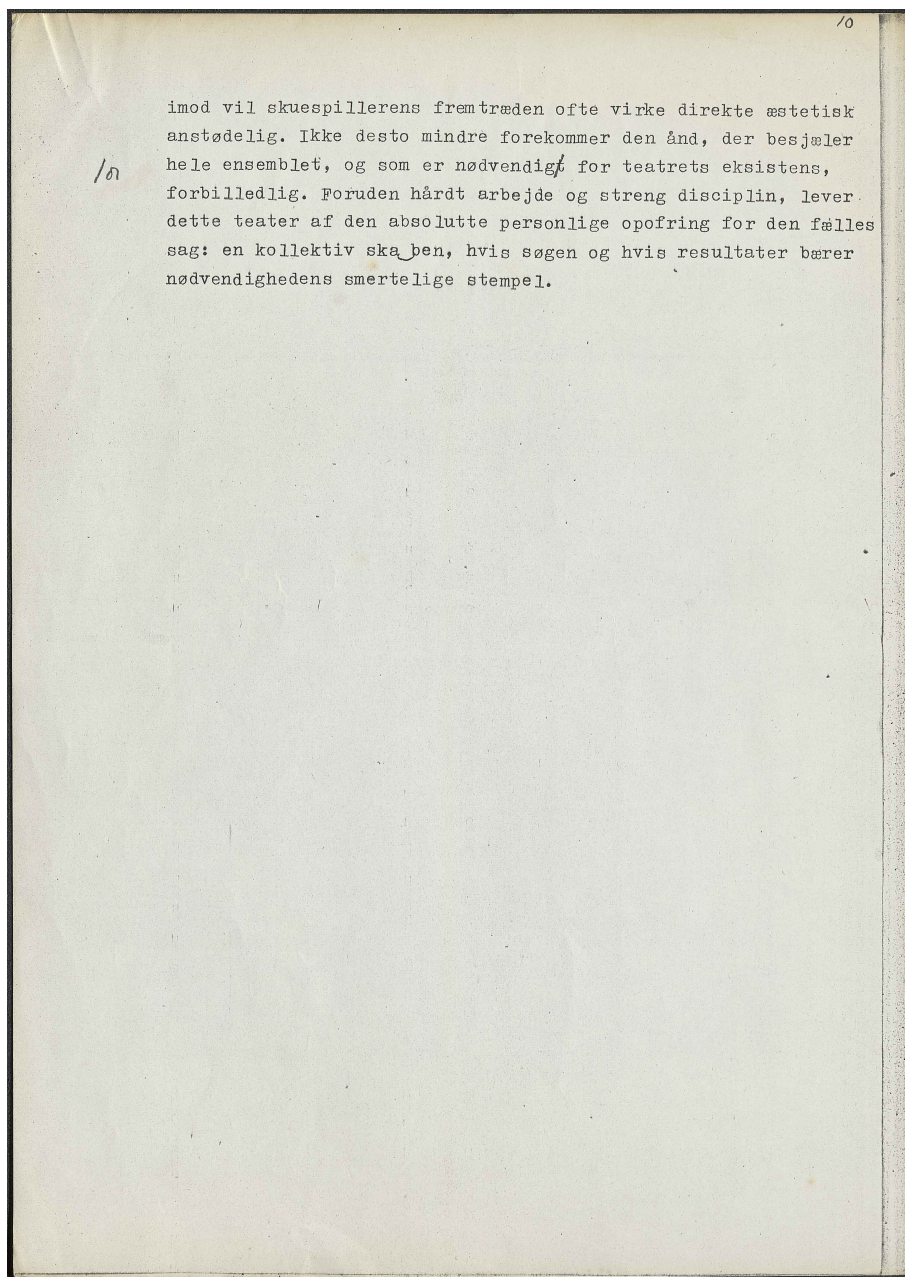 10
imod vil skuespillerens fremtræden ofte virke direkte æstetisk
anstødelig. Ikke desto mindre forekommer den ånd, der besjæler
hele ensemblet, og som er nødvendigt for teatrets eksistens,
forbilledlig. Foruden hårdt arbejde og streng disciplin, lever
dette teater af den absolutte personlige opofring for den fælles
sag: en kollektiv skaben, hvis søgen og hvis resultater bærer
nødvendighedens smertelige stempel.